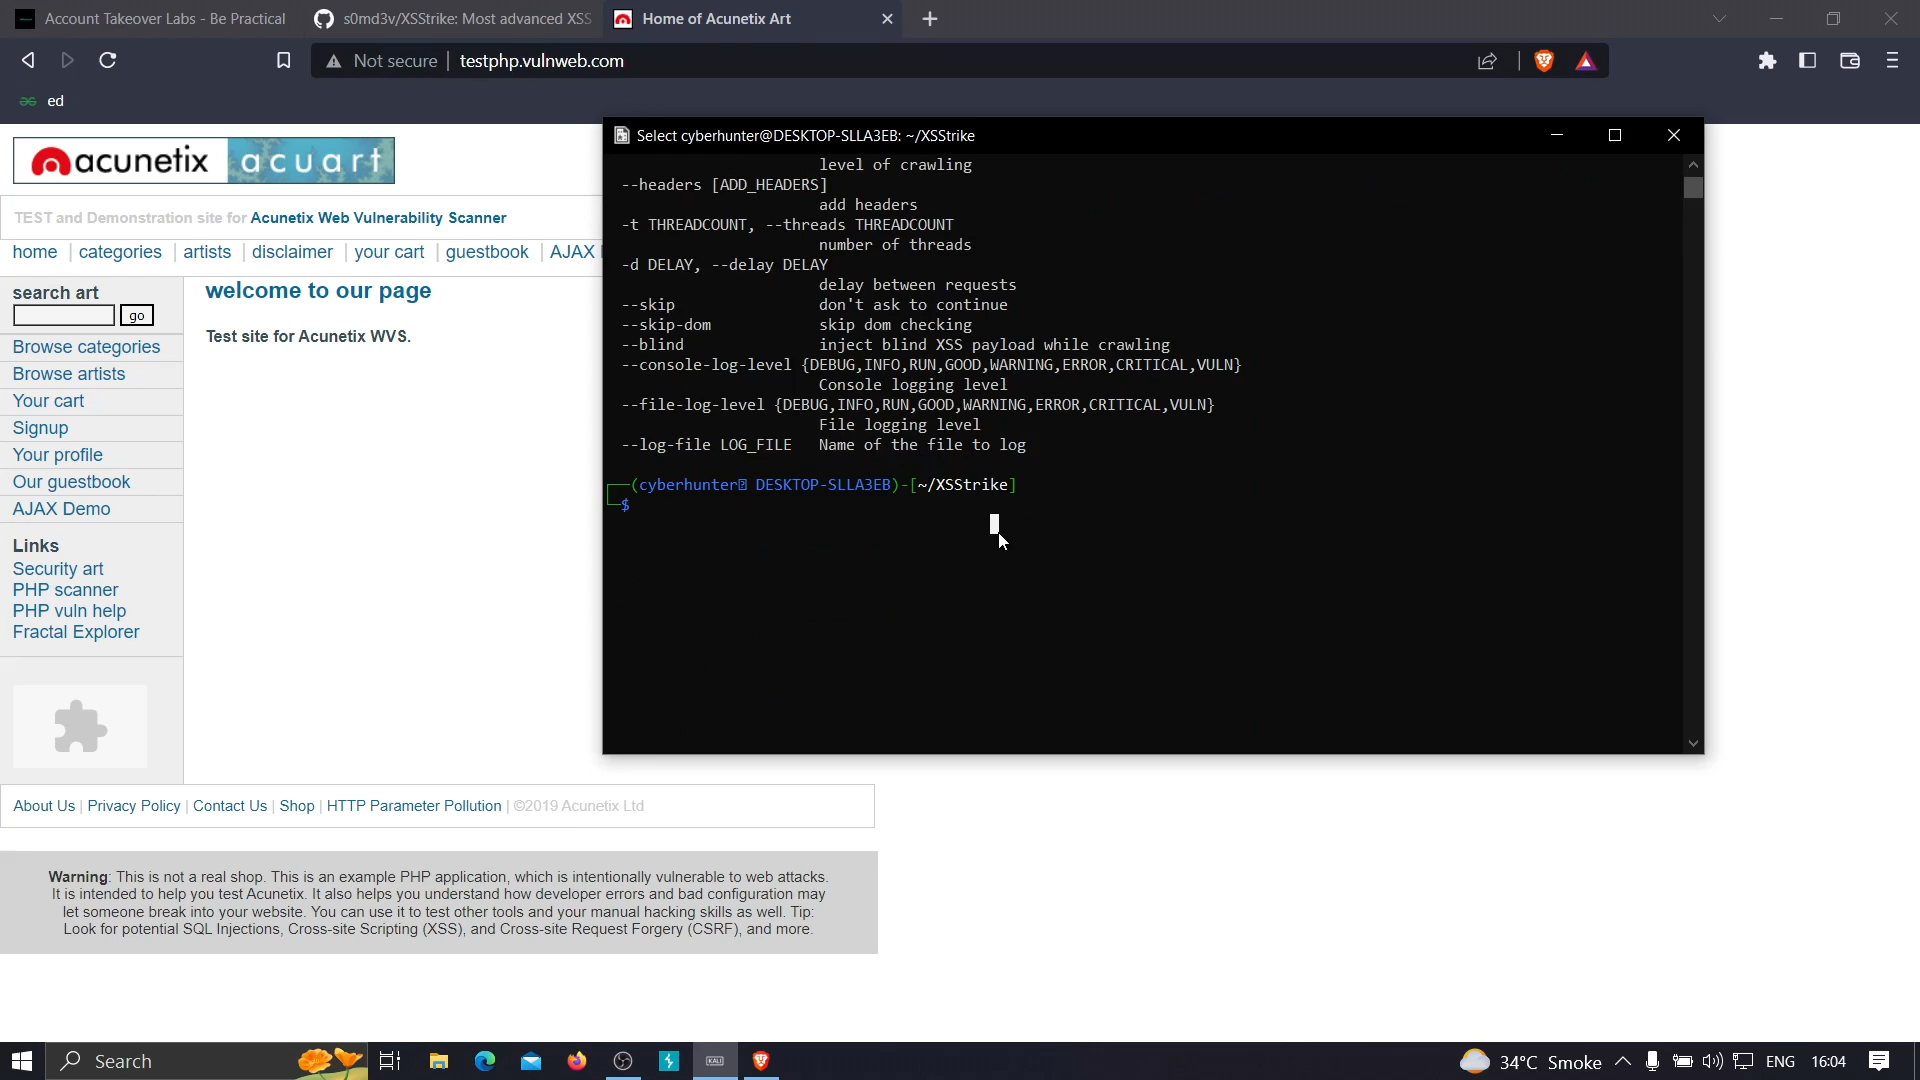 Account Takeover Labs - Be Practical
s0md3v/XSStrike: Most advanced XSS
Home of Acunetix Art
Not secure
testphp.vulnweb.com
ed
acunetix acuart
TEST and Demonstration site for Acunetix Web Vulnerability Scanner
home | categories | artists | disclaimer | your cart | guestbook | AJAX
search art
go
Browse categories
Browse artists
Your cart
Signup
Your profile
Our guestbook
AJAX Demo
Links
Security art
PHP scanner
PHP vuln help
Fractal Explorer
welcome to our page
Test site for Acunetix WVS.
Select cyberhunter@DESKTOP-SLLA3EB: ~/XSStrike
level of crawling
--headers [ADD_HEADERS]
add headers
-t THREADCOUNT, --threads THREADCOUNT
number of threads
-d DELAY, --delay DELAY
delay between requests
--skip don't ask to continue
--skip-dom skip dom checking
--blind inject blind XSS payload while crawling
--console-log-level {DEBUG,INFO,RUN,GOOD,WARNING,ERROR,CRITICAL,VULN}
Console logging level
--file-log-level {DEBUG,INFO,RUN,GOOD,WARNING,ERROR,CRITICAL,VULN}
File logging level
--log-file LOG_FILE Name of the file to log
(cyberhunter⍰ DESKTOP-SLLA3EB)-[~/XSStrike]
$
About Us | Privacy Policy | Contact Us | Shop | HTTP Parameter Pollution | ©2019 Acunetix Ltd
Warning: This is not a real shop. This is an example PHP application, which is intentionally vulnerable to web attacks.
It is intended to help you test Acunetix. It also helps you understand how developer errors and bad configuration may
let someone break into your website. You can use it to test other tools and your manual hacking skills as well. Tip:
Look for potential SQL Injections, Cross-site Scripting (XSS), and Cross-site Request Forgery (CSRF), and more.
Search
KALI
34°C Smoke
ENG
16:04